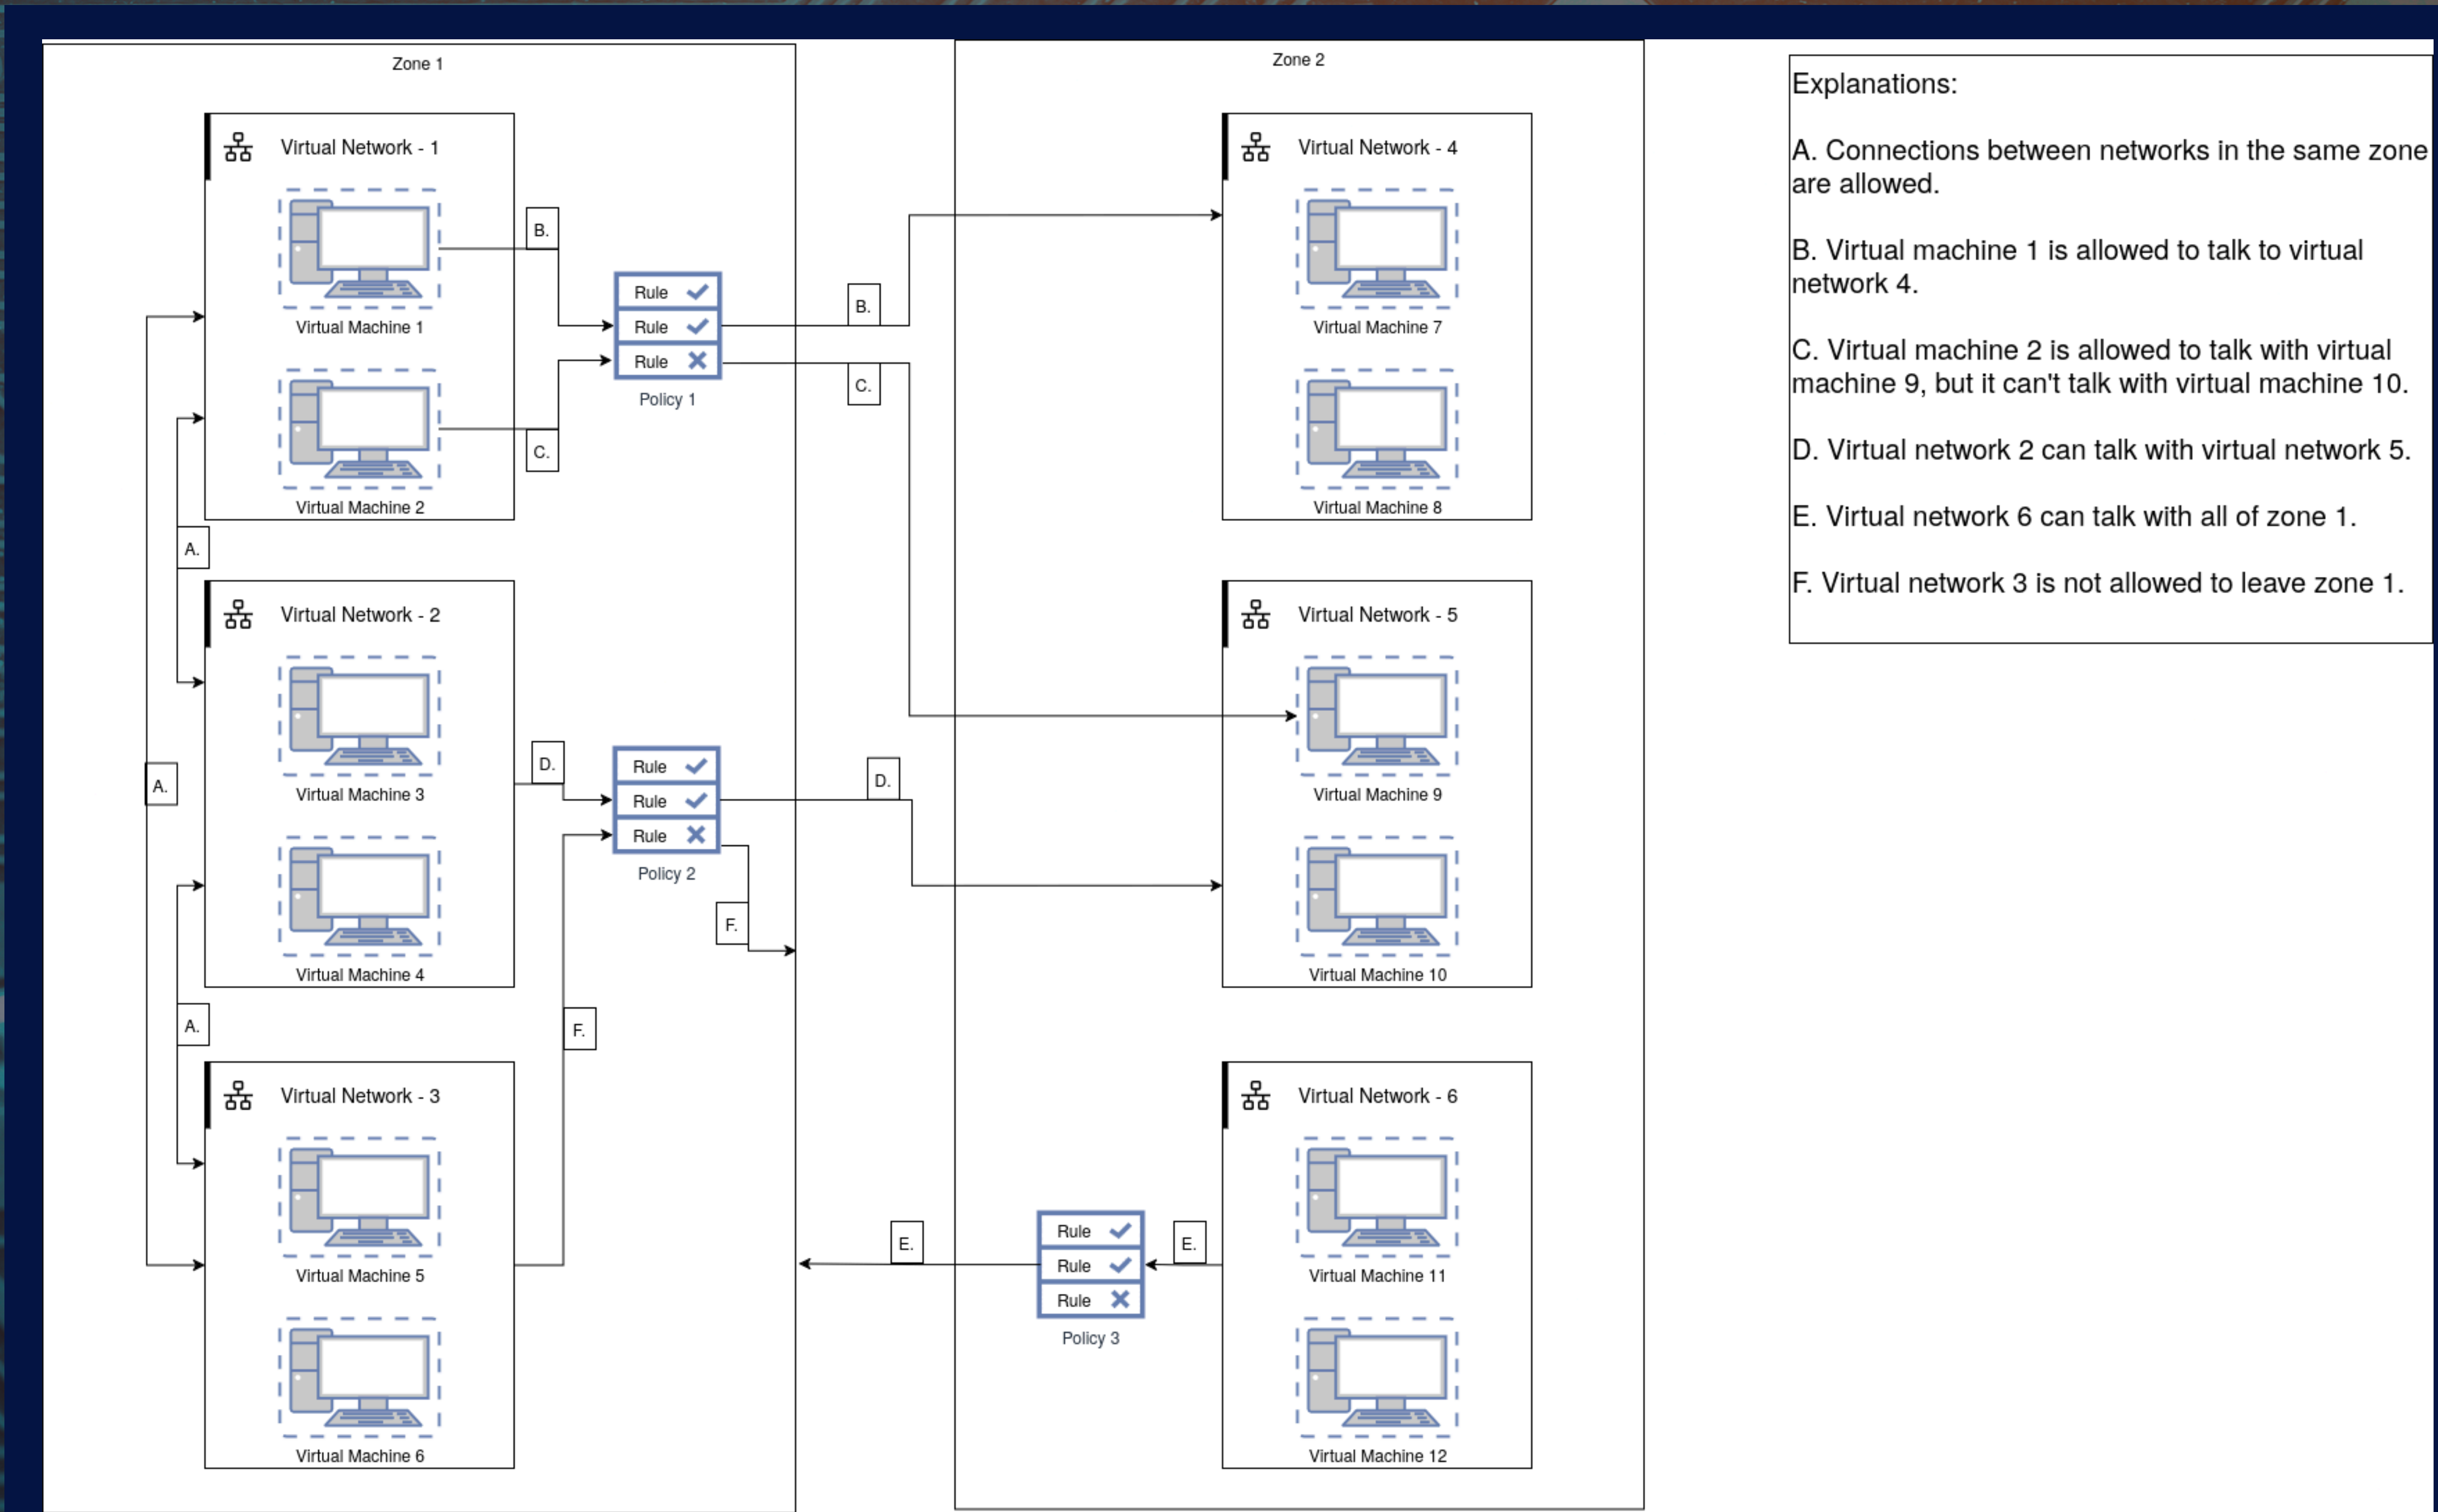 Zone 1
Virtual Network - 1
Virtual Machine 1
Virtual Machine 2
B.
C.
Rule
Rule
Rule
Policy 1
B.
C.
A.
A.
A.
Virtual Network - 2
Virtual Machine 3
Virtual Machine 4
D.
Rule
Rule
Rule
Policy 2
D.
F.
F.
Virtual Network - 3
Virtual Machine 5
Virtual Machine 6
Zone 2
Virtual Network - 4
Virtual Machine 7
Virtual Machine 8
Virtual Network - 5
Virtual Machine 9
Virtual Machine 10
Virtual Network - 6
Virtual Machine 11
Virtual Machine 12
E.
E.
Rule
Rule
Rule
Policy 3
Explanations:
A. Connections between networks in the same zone
are allowed.
B. Virtual machine 1 is allowed to talk to virtual
network 4.
C. Virtual machine 2 is allowed to talk with virtual
machine 9, but it can't talk with virtual machine 10.
D. Virtual network 2 can talk with virtual network 5.
E. Virtual network 6 can talk with all of zone 1.
F. Virtual network 3 is not allowed to leave zone 1.